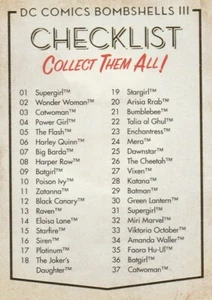 DC COMICS BOMBSHELLS III
CHECKLIST
COLLECT THEM ALL!
01 Supergirl™
02 Wonder Woman™
03 Catwoman™
04 Power Girl™
05 The Flash™
06 Harley Quinn™
07 Big Barda™
08 Harper Row™
09 Batgirl™
10 Poison Ivy™
11 Zatanna™
12 Black Canary™
13 Raven™
14 Eloisa Lane™
15 Starfire™
16 Siren™
17 Platinum™
18 The Joker's
Daughter™
19 Stargirl™
20 Arisia Rrab™
21 Bumblebee™
22 Talia al Ghul™
23 Enchantress™
24 Mera™
25 Dawnstar™
26 The Cheetah™
27 Vixen™
28 Katana™
29 Batman™
30 Green Lantern™
31 Supergirl™
32 Miri Marvel™
33 Viktoria October™
34 Amanda Waller™
35 Faora Hu-Ul™
36 Batgirl™
37 Catwoman™